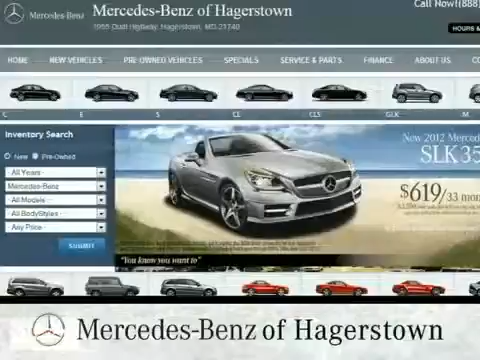 Mercedes-Benz
Mercedes-Benz of Hagerstown
1955 Dual Highway, Hagerstown, MD 21740
Call Now!(888)
HOURS &
HOME NEW VEHICLES PRE-OWNED VEHICLES SPECIALS SERVICE & PARTS FINANCE ABOUT US CO
C E S CL CLS GLK M
Inventory Search
New Pre-Owned
All Years
Mercedes-Benz
All Models
All BodyStyles
Any Price
SUBMIT
New 2012 Merced
SLK35
$619/33 mon
"You know you want to"
Mercedes-Benz of Hagerstown